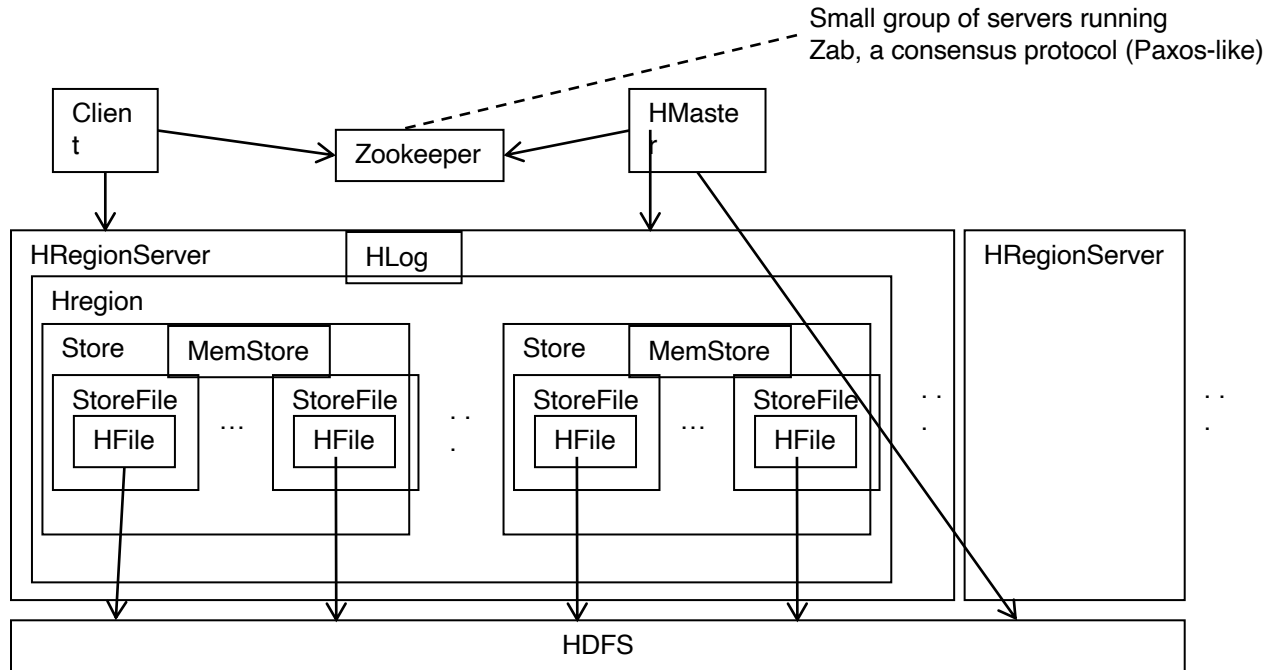 Small group of servers running
Zab, a consensus protocol (Paxos-like)
Clien
t
Zookeeper
HMaste
r
HRegionServer
HLog
HRegionServer
Hregion
Store
MemStore
Store
MemStore
StoreFile
StoreFile
StoreFile
StoreFile
HFile
...
HFile
HFile
...
HFile
. .
.
. .
.
. .
.
HDFS